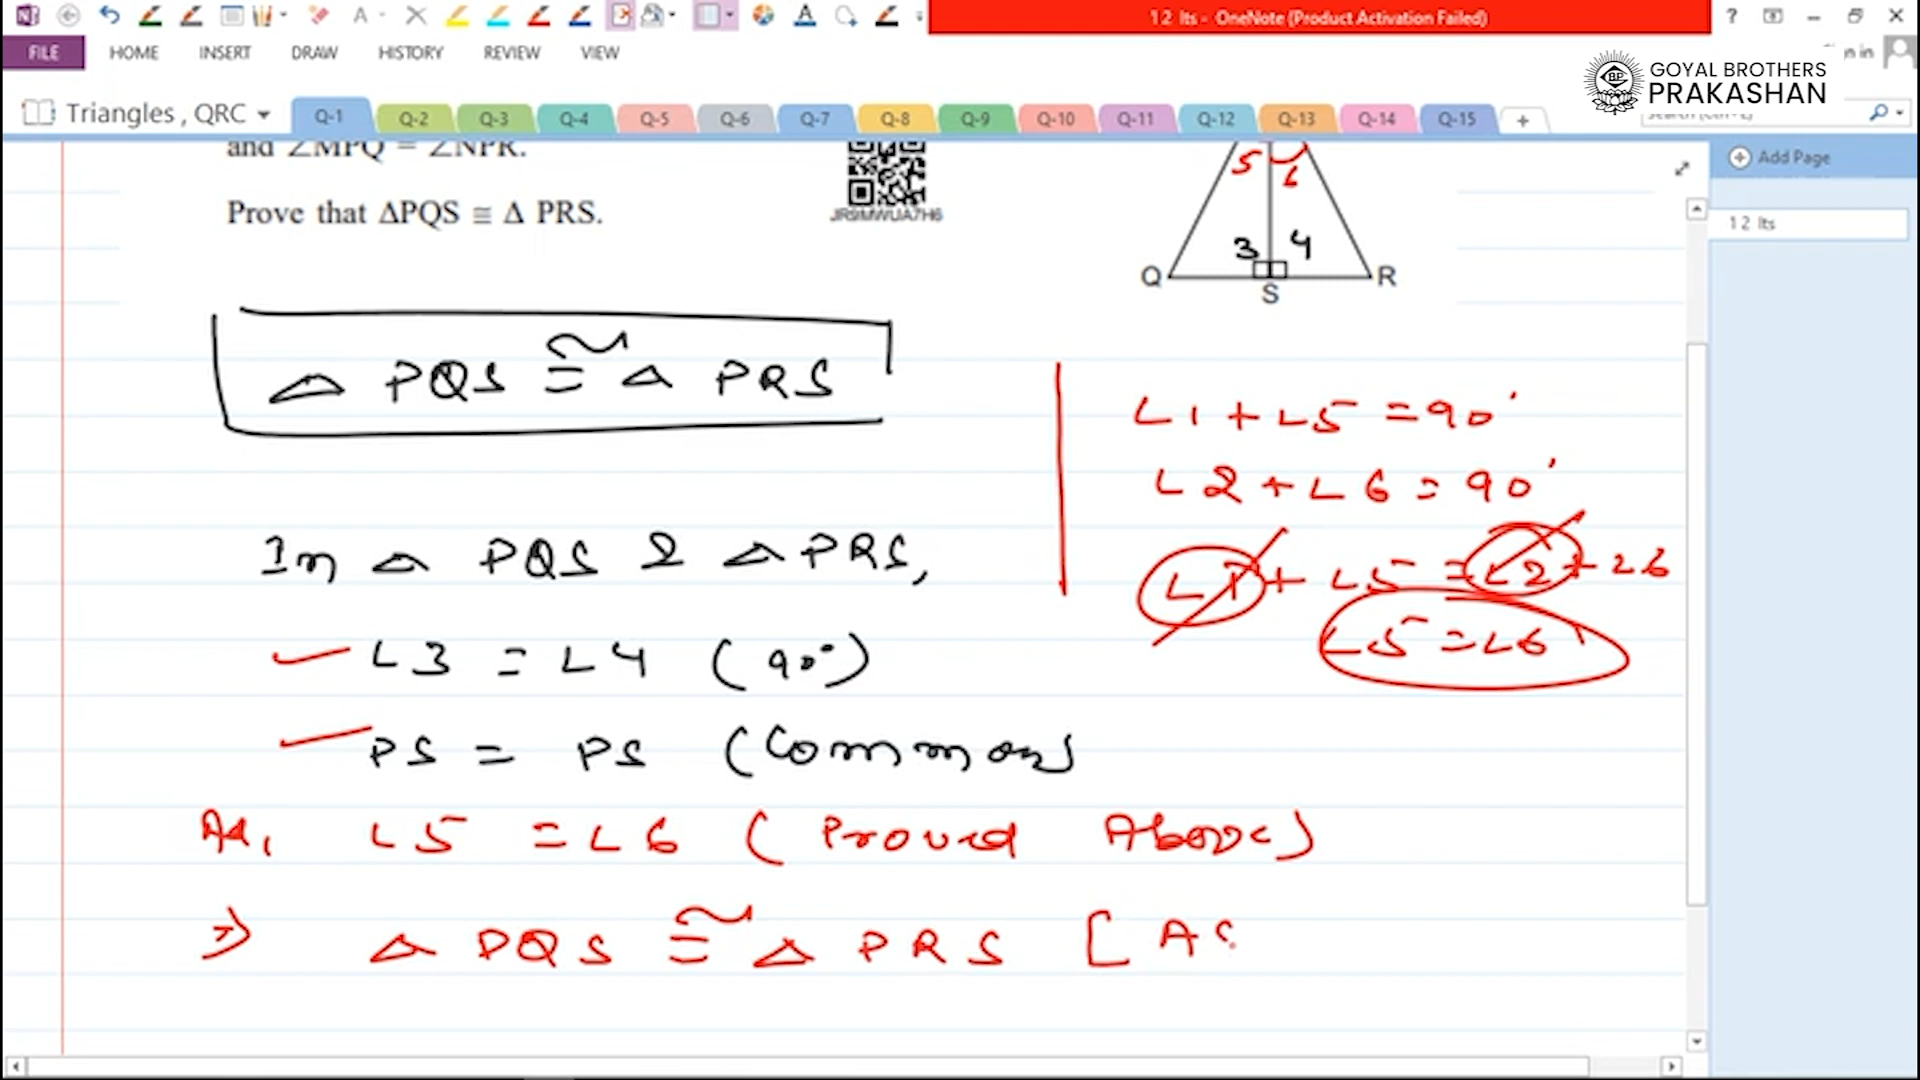 12 Its - OneNote (Product Activation Failed)
FILE HOME INSERT DRAW HISTORY REVIEW VIEW
GOYAL BROTHERS
PRAKASHAN
Triangles , QRC
Q-1 Q-2 Q-3 Q-4 Q-5 Q-6 Q-7 Q-8 Q-9 Q-10 Q-11 Q-12 Q-13 Q-14 Q-15 +
Search (Ctrl+E)
Add Page
12 Its
and ∠MPQ = ∠NPR.
JR9IMWUA7H6
Prove that ΔPQS ≅ Δ PRS.
5 6
3 4
Q S R
Δ PQS ≅ Δ PRS
∠1 + ∠5 = 90°
∠2 + ∠6 = 90°
∠1 + ∠5 = ∠2 + ∠6
∠5 = ∠6
In Δ PQS & Δ PRS,
∠3 = ∠4 (90°)
PS = PS (Common)
∠5 = ∠6 (Proved Above)
⇒ Δ PQS ≅ Δ PRS [AS